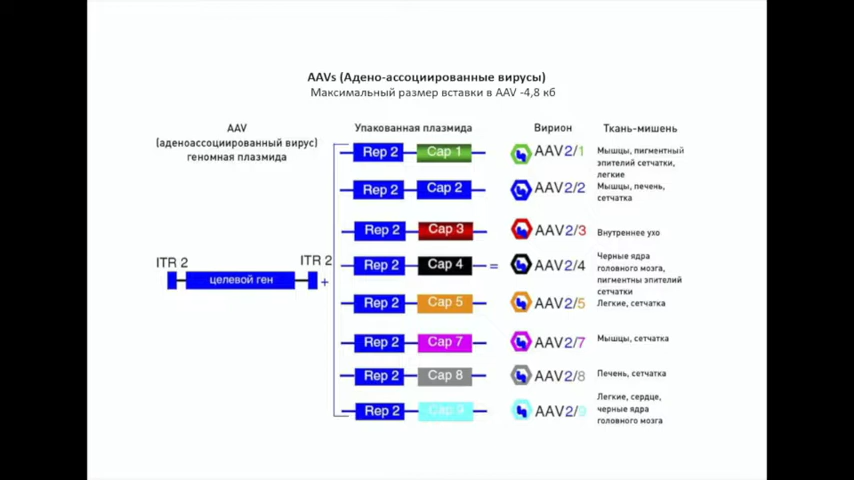 AAVs (Адено-ассоциированные вирусы)
Максимальный размер вставки в AAV -4,8 кб
AAV
(аденоассоциированный вирус)
геномная плазмида
Упакованная плазмида
Вирион
Ткань-мишень
ITR 2
целевой ген
ITR 2
+
Rep 2 Cap 1 AAV2/1
Мышцы, пигментный
эпителий сетчатки,
легкие
Rep 2 Cap 2 AAV2/2
Мышцы, печень,
сетчатка
Rep 2 Cap 3 AAV2/3
Внутреннее ухо
Rep 2 Cap 4 = AAV2/4
Черные ядра
головного мозга,
пигменты эпителий
сетчатки
Rep 2 Cap 5 AAV2/5
Легкие, сетчатка
Rep 2 Cap 7 AAV2/7
Мышцы, сетчатка
Rep 2 Cap 8 AAV2/8
Печень, сетчатка
Rep 2 Cap 9 AAV2/9
Легкие, сердце,
черные ядра
головного мозга